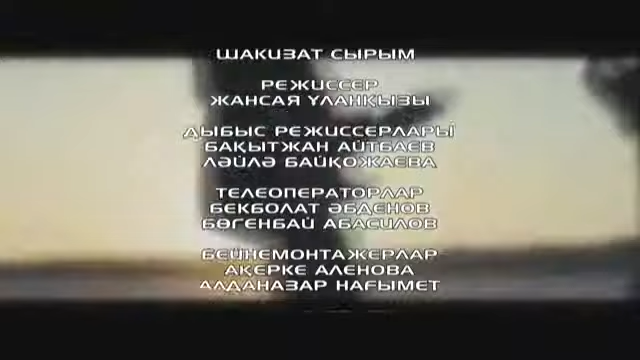 ШАКИЗАТ СЫРЫМ
РЕЖИССЕР
ЖАНСАЯ ҰЛАНҚЫЗЫ
ДЫБЫС РЕЖИССЕРЛАРЫ
БАҚЫТЖАН АЙТБАЕВ
ЛӘЙЛӘ БАЙҚОЖАЕВА
ТЕЛЕОПЕРАТОРЛАР
БЕКБОЛАТ ӘБДЕНОВ
БӨГЕНБАЙ АБАСИЛОВ
БЕЙНЕМОНТАЖЕРЛАР
АҚЕРКЕ АЛЕНОВА
АЛДАНАЗАР НАҒЫМЕТ